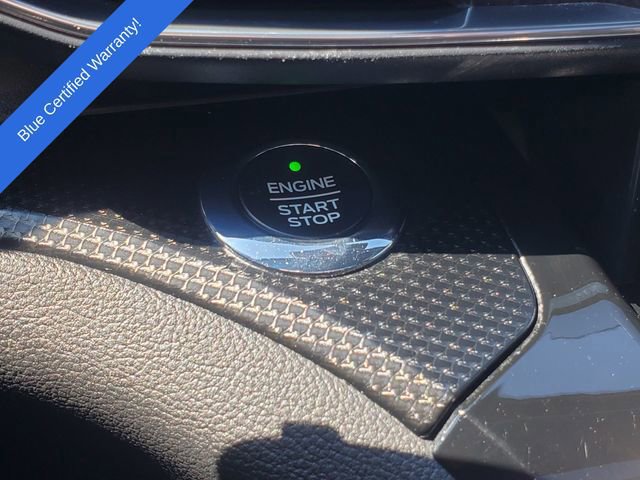 Blue Certified Warranty!
ENGINE
START
STOP